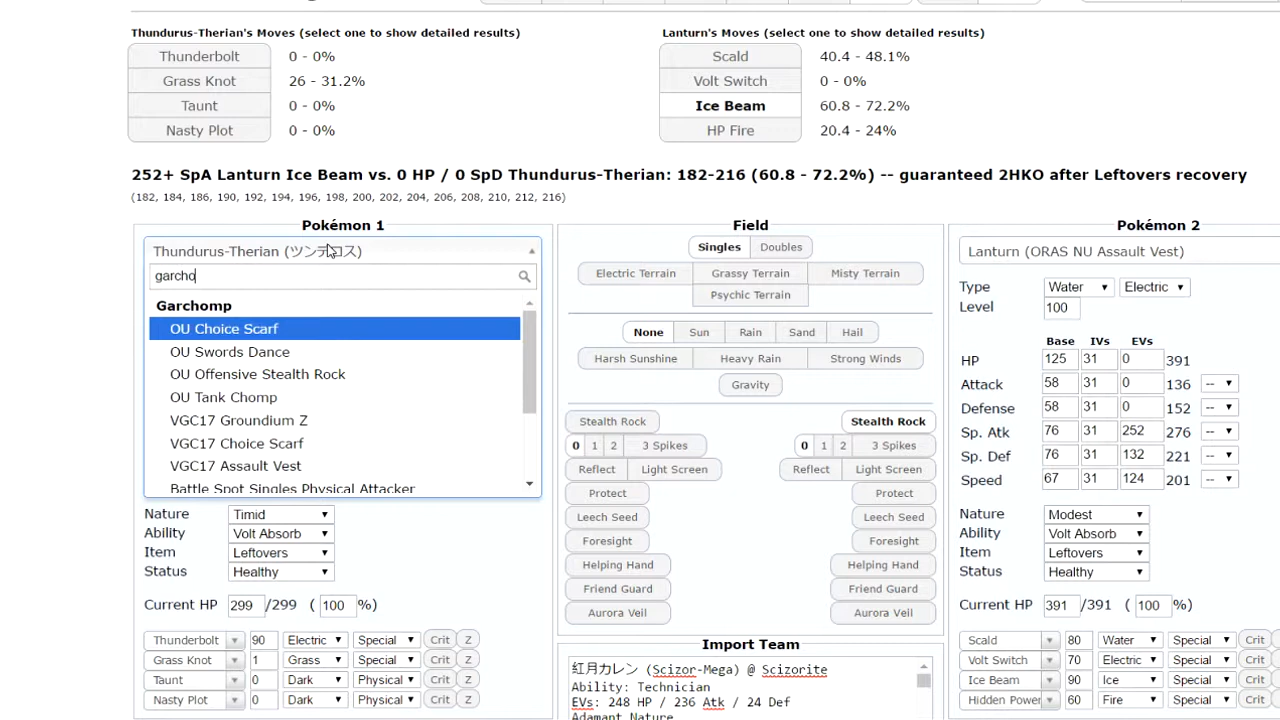 Thundurus-Therian's Moves (select one to show detailed results)
Thunderbolt 0 - 0%
Grass Knot 26 - 31.2%
Taunt 0 - 0%
Nasty Plot 0 - 0%
Lanturn's Moves (select one to show detailed results)
Scald 40.4 - 48.1%
Volt Switch 0 - 0%
Ice Beam 60.8 - 72.2%
HP Fire 20.4 - 24%
252+ SpA Lanturn Ice Beam vs. 0 HP / 0 SpD Thundurus-Therian: 182-216 (60.8 - 72.2%) -- guaranteed 2HKO after Leftovers recovery
(182, 184, 186, 190, 192, 194, 196, 198, 200, 202, 204, 206, 208, 210, 212, 216)
Pokémon 1
Thundurus-Therian (ツンデロス)
garcho
Garchomp
OU Choice Scarf
OU Swords Dance
OU Offensive Stealth Rock
OU Tank Chomp
VGC17 Groundium Z
VGC17 Choice Scarf
VGC17 Assault Vest
Battle Spot Singles Physical Attacker
Nature Timid
Ability Volt Absorb
Item Leftovers
Status Healthy
Current HP 299 /299 ( 100 %)
Thunderbolt 90 Electric Special Crit Z
Grass Knot 1 Grass Special Crit Z
Taunt 0 Dark Physical Crit Z
Nasty Plot 0 Dark Physical Crit Z
Field
Singles Doubles
Electric Terrain Grassy Terrain Misty Terrain
Psychic Terrain
None Sun Rain Sand Hail
Harsh Sunshine Heavy Rain Strong Winds
Gravity
Stealth Rock Stealth Rock
0 1 2 3 Spikes 0 1 2 3 Spikes
Reflect Light Screen Reflect Light Screen
Protect Protect
Leech Seed Leech Seed
Foresight Foresight
Helping Hand Helping Hand
Friend Guard Friend Guard
Aurora Veil Aurora Veil
Import Team
紅月カレン (Scizor-Mega) @ Scizorite
Ability: Technician
EVs: 248 HP / 236 Atk / 24 Def
Adamant Nature
Pokémon 2
Lanturn (ORAS NU Assault Vest)
Type Water Electric
Level 100
Base IVs EVs
HP 125 31 0 391
Attack 58 31 0 136 --
Defense 58 31 0 152 --
Sp. Atk 76 31 252 276 --
Sp. Def 76 31 132 221 --
Speed 67 31 124 201 --
Nature Modest
Ability Volt Absorb
Item Leftovers
Status Healthy
Current HP 391 /391 ( 100 %)
Scald 80 Water Special Crit
Volt Switch 70 Electric Special Crit
Ice Beam 90 Ice Special Crit
Hidden Power 60 Fire Special Crit